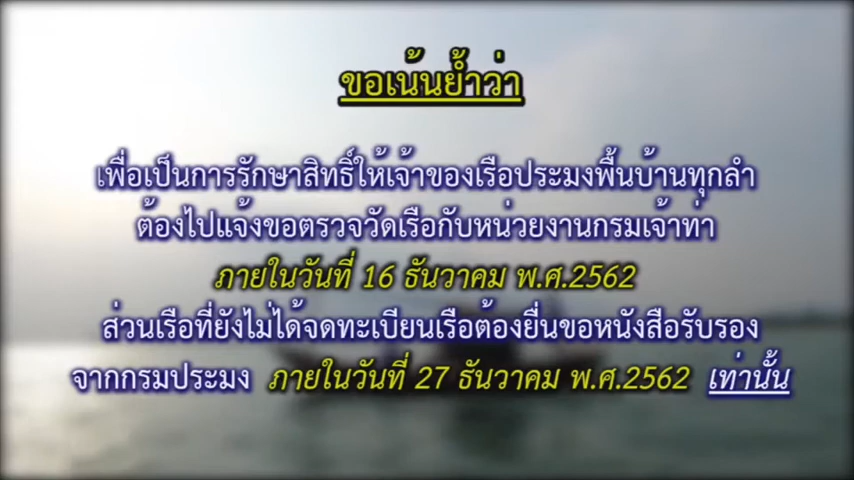 ขอเน้นย้ำว่า
เพื่อเป็นการรักษาสิทธิ์ให้เจ้าของเรือประมงพื้นบ้านทุกลำ
ต้องไปแจ้งขอตรวจวัดเรือกับหน่วยงานกรมเจ้าท่า
ภายในวันที่ 16 ธันวาคม พ.ศ.2562
ส่วนเรือที่ยังไม่ได้จดทะเบียนเรือต้องยื่นขอหนังสือรับรอง
จากกรมประมง ภายในวันที่ 27 ธันวาคม พ.ศ.2562 เท่านั้น